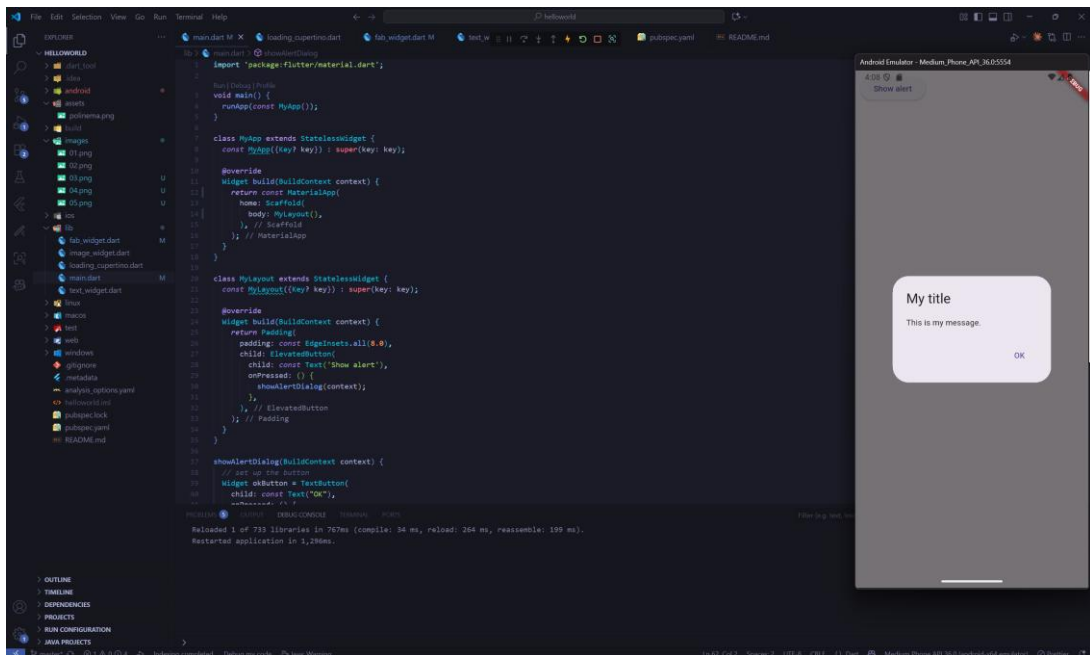 File Edit Selection View Go Run Terminal Help
helloworld
EXPLORER
main.dart M
loading_cupertino.dart
fab_widget.dart M
test_w
pubspec.yaml
README.md
HELLOWORLD
.dart_tool
.idea
android
assets
polinema.png
build
images
01.png
02.png
03.png U
04.png U
05.png U
ios
lib
fab_widget.dart M
image_widget.dart
loading_cupertino.dart
main.dart M
text_widget.dart
linux
macos
test
web
windows
.gitignore
.metadata
analysis_options.yaml
helloworld.iml
pubspec.lock
pubspec.yaml
README.md
OUTLINE
TIMELINE
DEPENDENCIES
PROJECTS
RUN CONFIGURATION
JAVA PROJECTS
lib > main.dart > showAlertDialog
import 'package:flutter/material.dart';
Run | Debug | Profile
void main() {
runApp(const MyApp());
}
class MyApp extends StatelessWidget {
const MyApp({Key? key}) : super(key: key);
@override
Widget build(BuildContext context) {
return const MaterialApp(
home: Scaffold(
body: MyLayout(),
), // Scaffold
); // MaterialApp
}
}
class MyLayout extends StatelessWidget {
const MyLayout({Key? key}) : super(key: key);
@override
Widget build(BuildContext context) {
return Padding(
padding: const EdgeInsets.all(8.0),
child: ElevatedButton(
child: const Text('Show alert'),
onPressed: () {
showAlertDialog(context);
},
), // ElevatedButton
); // Padding
}
}
showAlertDialog(BuildContext context) {
// set up the button
Widget okButton = TextButton(
child: const Text("OK"),
onPressed: () {
PROBLEMS OUTPUT DEBUG CONSOLE TERMINAL PORTS
Reloaded 1 of 733 libraries in 767ms (compile: 34 ms, reload: 264 ms, reassemble: 199 ms).
Restarted application in 1,296ms.
Android Emulator - Medium_Phone_API_36.0:5554
4:08
DEBUG
Show alert
My title
This is my message.
OK